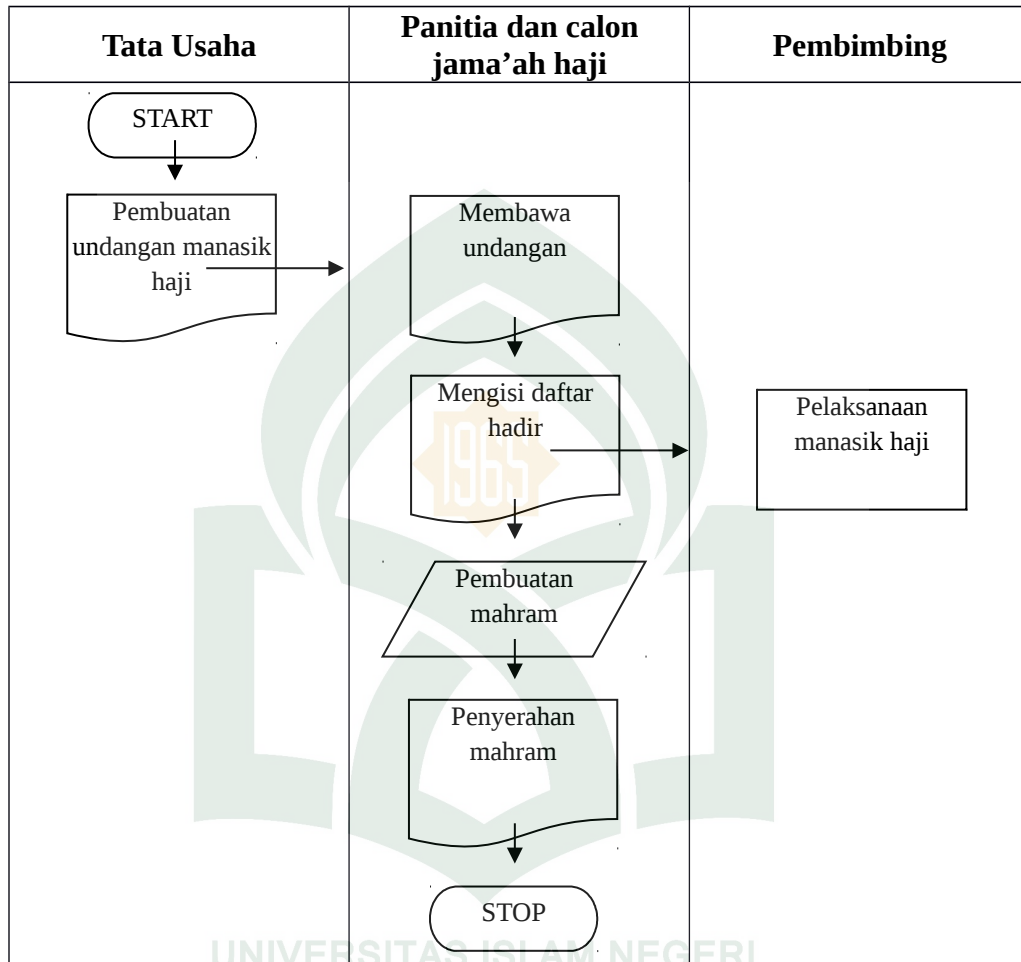 Tata Usaha
Panitia dan calon
jama’ah haji
Pembimbing
START
Pembuatan
undangan manasik
haji
Membawa
undangan
Mengisi daftar
hadir
Pelaksanaan
manasik haji
1965
Pembuatan
mahram
Penyerahan
mahram
STOP
UNIVERSITAS ISLAM NEGERI